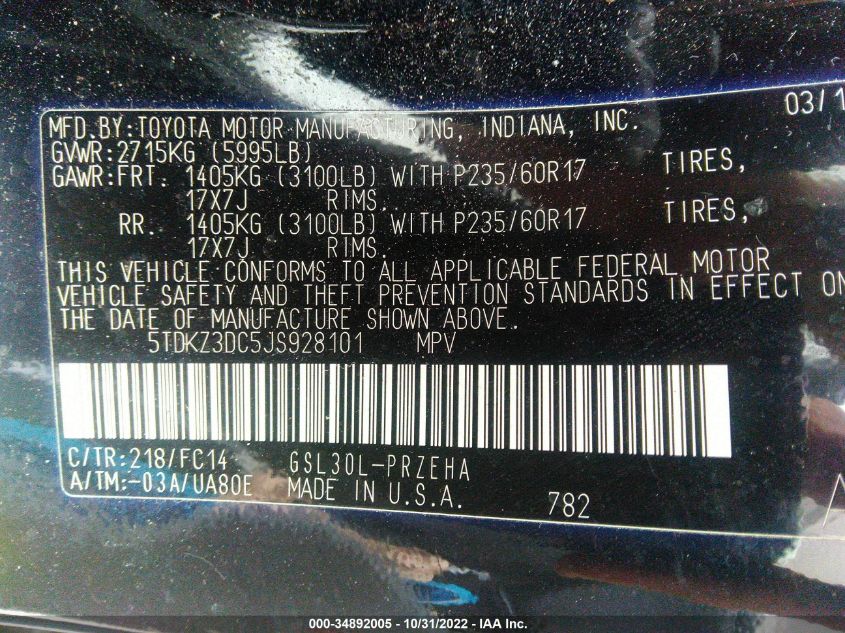 03/1
MFD.BY:TOYOTA MOTOR MANUFACTURING, INDIANA, INC.
GVWR:2715KG (5995LB)
GAWR:FRT. 1405KG (3100LB) WITH P235/60R17 TIRES,
17X7J RIMS.
RR. 1405KG (3100LB) WITH P235/60R17 TIRES,
17X7J RIMS.
THIS VEHICLE CONFORMS TO ALL APPLICABLE FEDERAL MOTOR
VEHICLE SAFETY AND THEFT PREVENTION STANDARDS IN EFFECT ON
THE DATE OF MANUFACTURE SHOWN ABOVE.
5TDKZ3DC5JS928101 MPV
C/TR:218/FC14 GSL30L-PRZEHA
A/TM:-03A/UA80E MADE IN U.S.A. 782
000-34892005 - 10/31/2022 - IAA Inc.